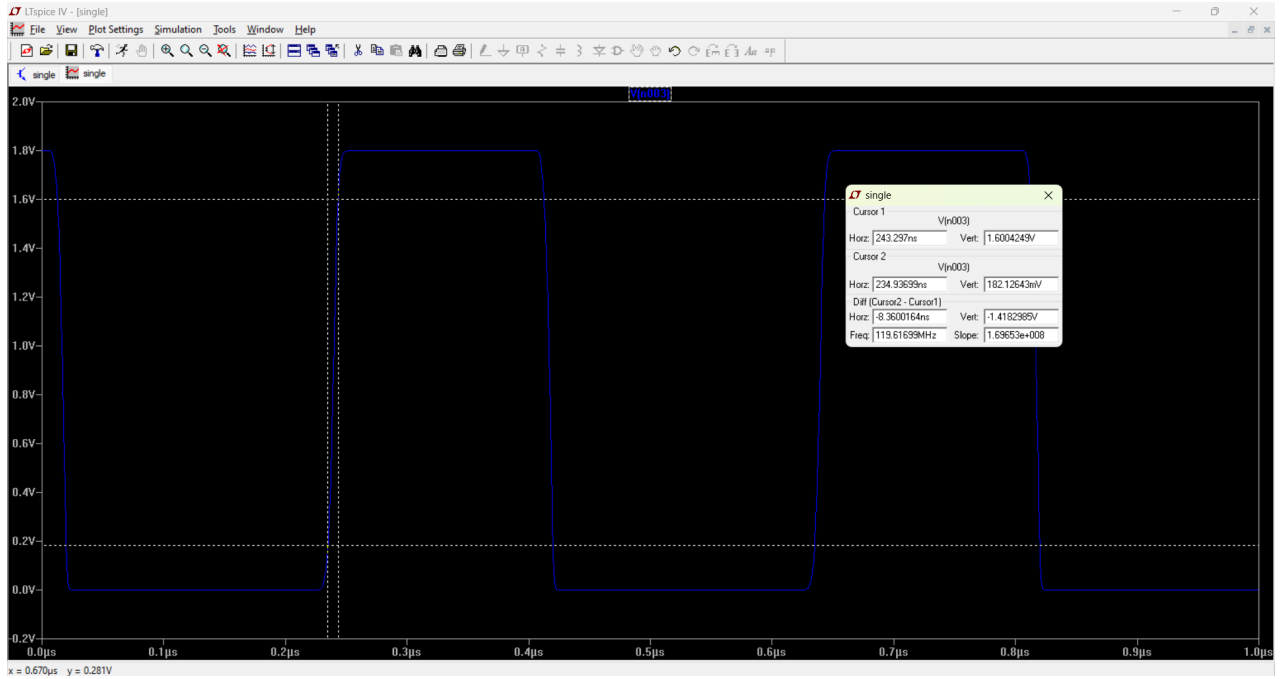 LTspice IV - [single]
File View Plot Settings Simulation Tools Window Help
single single
V(n003)
2.0V
1.8V
1.6V
1.4V
1.2V
1.0V
0.8V
0.6V
0.4V
0.2V
0.0V
-0.2V
0.0µs 0.1µs 0.2µs 0.3µs 0.4µs 0.5µs 0.6µs 0.7µs 0.8µs 0.9µs 1.0µs
single
Cursor 1
V(n003)
Horz: 243.297ns Vert: 1.6004249V
Cursor 2
V(n003)
Horz: 234.93699ns Vert: 182.12643mV
Diff (Cursor2 - Cursor1)
Horz: -8.3600164ns Vert: -1.4182985V
Freq: 119.61699MHz Slope: 1.69653e+008
x = 0.670µs y = 0.281V